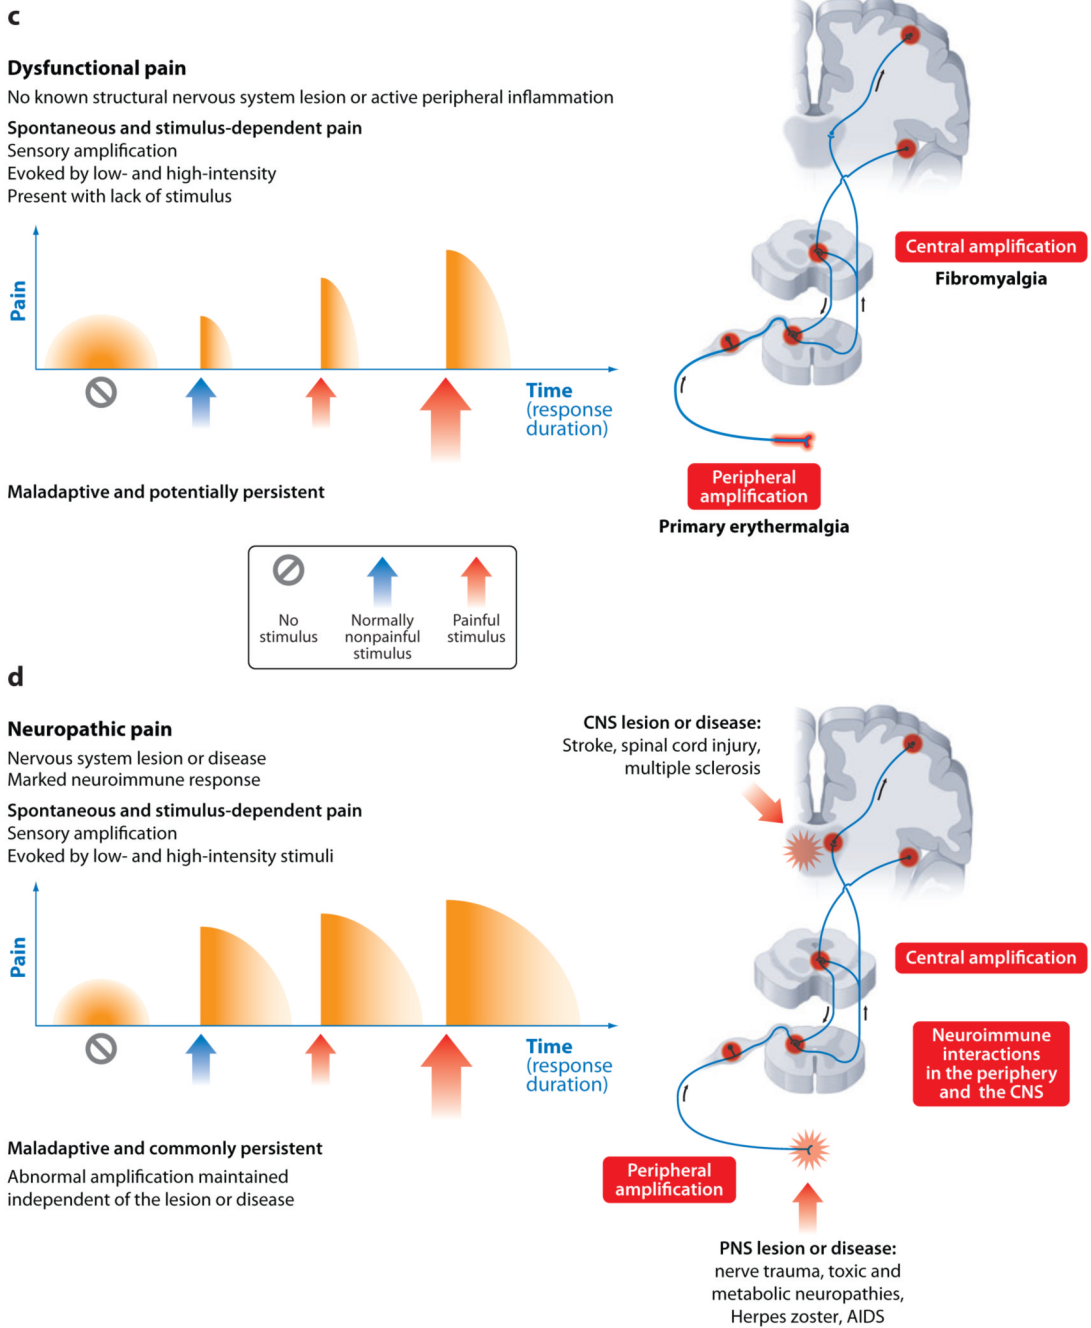 c
Dysfunctional pain
No known structural nervous system lesion or active peripheral inflammation
Spontaneous and stimulus-dependent pain
Sensory amplification
Evoked by low- and high-intensity
Present with lack of stimulus
Pain
Time
(response
duration)
Maladaptive and potentially persistent
Central amplification
Fibromyalgia
Peripheral
amplification
Primary erythermalgia
No
stimulus
Normally
nonpainful
stimulus
Painful
stimulus
d
Neuropathic pain
Nervous system lesion or disease
Marked neuroimmune response
Spontaneous and stimulus-dependent pain
Sensory amplification
Evoked by low- and high-intensity stimuli
Pain
Time
(response
duration)
Maladaptive and commonly persistent
Abnormal amplification maintained
independent of the lesion or disease
CNS lesion or disease:
Stroke, spinal cord injury,
multiple sclerosis
Central amplification
Neuroimmune
interactions
in the periphery
and the CNS
Peripheral
amplification
PNS lesion or disease:
nerve trauma, toxic and
metabolic neuropathies,
Herpes zoster, AIDS